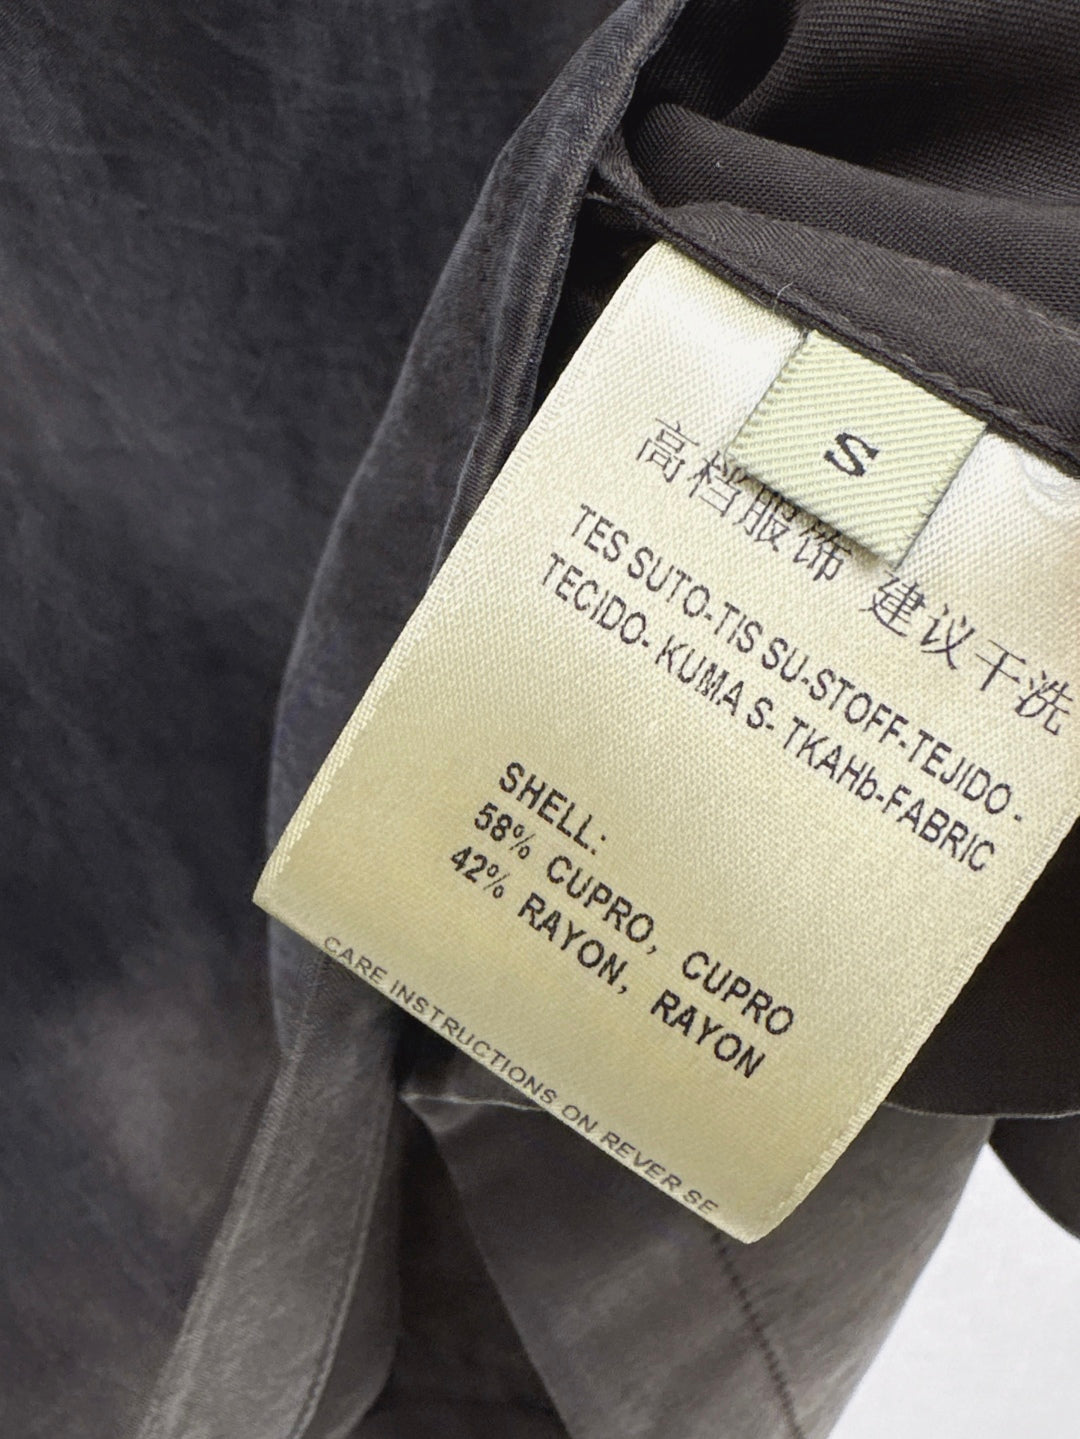 S
高档服饰 建议干洗
TES SUTO-TIS SU-STOFF-TEJIDO-
TECIDO- KUMA S- TKAHb-FABRIC
SHELL:
58% CUPRO, CUPRO
42% RAYON, RAYON
CARE INSTRUCTIONS ON REVER SE